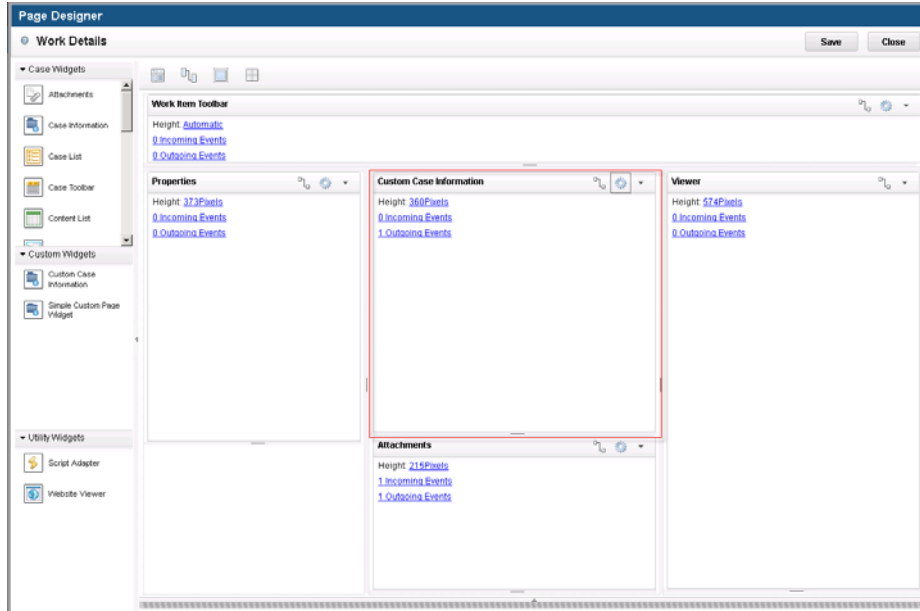 Page Designer
Work Details
Save
Close
Case Widgets
Attachments
Case Information
Case List
Case Toolbar
Content List
Custom Widgets
Custom Case
Information
Simple Custom Page
Widget
Utility Widgets
Script Adapter
Website Viewer
Work Item Toolbar
Height: Automatic
0 Incoming Events
0 Outgoing Events
Properties
Height: 373Pixels
0 Incoming Events
0 Outgoing Events
Custom Case Information
Height: 360Pixels
0 Incoming Events
1 Outgoing Events
Attachments
Height: 215Pixels
1 Incoming Events
1 Outgoing Events
Viewer
Height: 574Pixels
0 Incoming Events
0 Outgoing Events